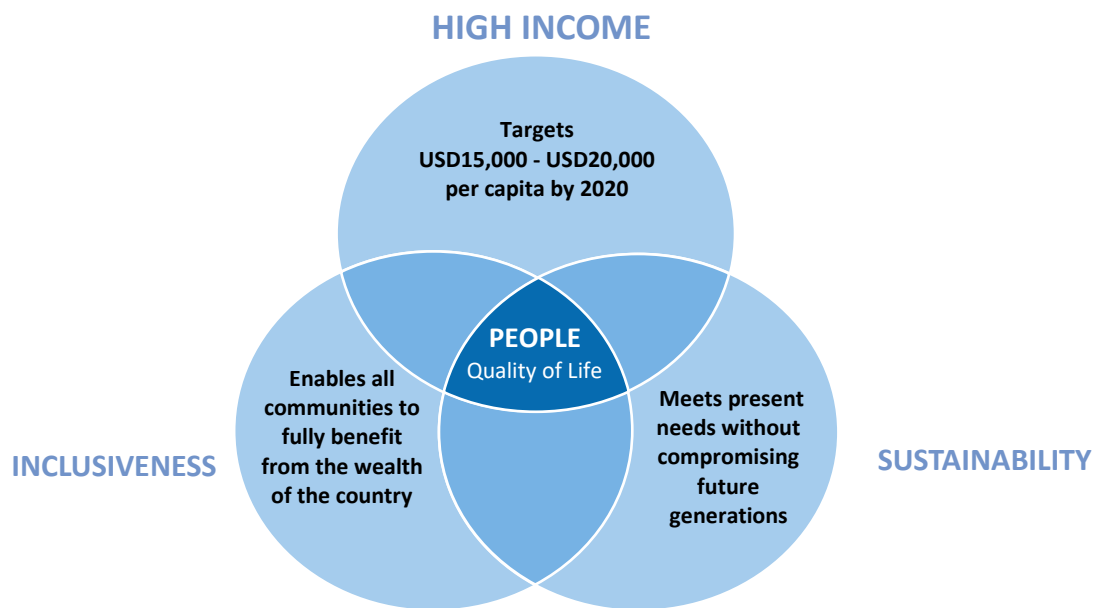 HIGH INCOME
Targets
USD15,000 - USD20,000
per capita by 2020
PEOPLE
Quality of Life
Enables all
communities to
fully benefit
from the wealth
of the country
Meets present
needs without
compromising
future
generations
INCLUSIVENESS
SUSTAINABILITY